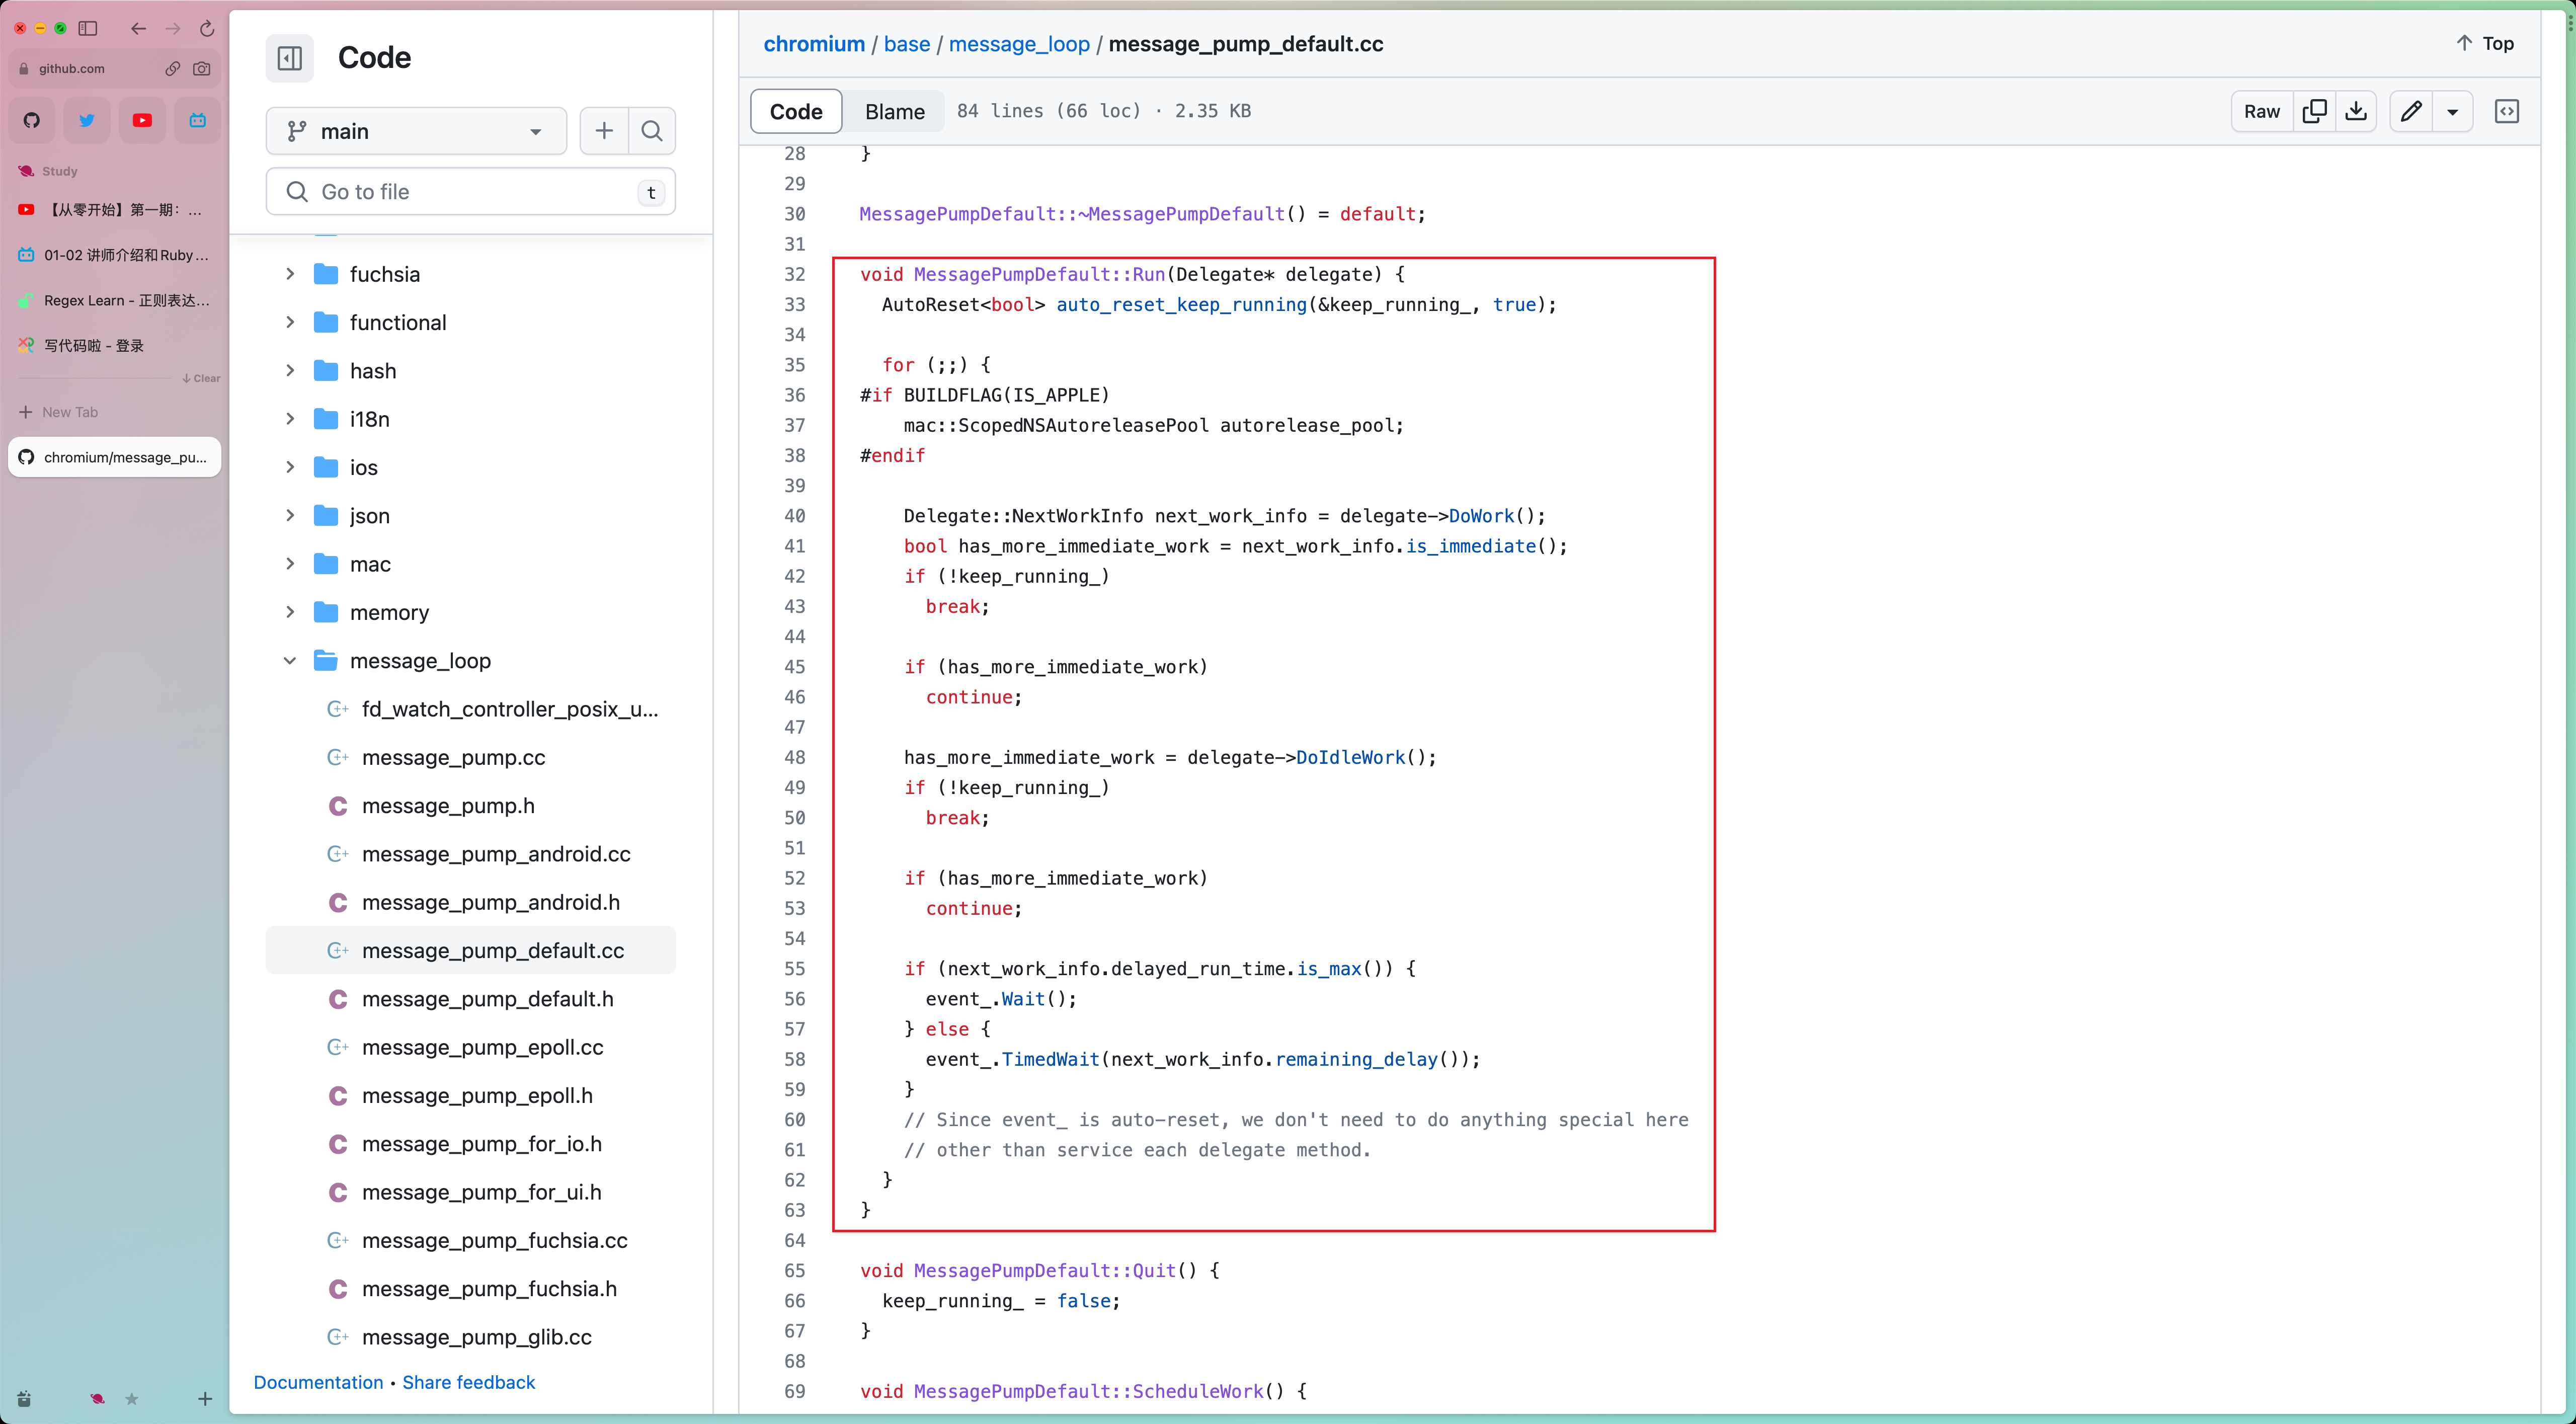 github.com
Study
【从零开始】第一期：...
01-02 讲师介绍和Ruby...
Regex Learn - 正则表达...
写代码啦 - 登录
Clear
New Tab
chromium/message_pu...
Code
main
Go to file
t
fuchsia
functional
hash
i18n
ios
json
mac
memory
message_loop
fd_watch_controller_posix_u...
message_pump.cc
message_pump.h
message_pump_android.cc
message_pump_android.h
message_pump_default.cc
message_pump_default.h
message_pump_epoll.cc
message_pump_epoll.h
message_pump_for_io.h
message_pump_for_ui.h
message_pump_fuchsia.cc
message_pump_fuchsia.h
message_pump_glib.cc
Documentation • Share feedback
chromium / base / message_loop / message_pump_default.cc
Top
Code Blame 84 lines (66 loc) · 2.35 KB
Raw
28 }
29
30 MessagePumpDefault::~MessagePumpDefault() = default;
31
32 void MessagePumpDefault::Run(Delegate* delegate) {
33   AutoReset<bool> auto_reset_keep_running(&keep_running_, true);
34
35   for (;;) {
36 #if BUILDFLAG(IS_APPLE)
37     mac::ScopedNSAutoreleasePool autorelease_pool;
38 #endif
39
40     Delegate::NextWorkInfo next_work_info = delegate->DoWork();
41     bool has_more_immediate_work = next_work_info.is_immediate();
42     if (!keep_running_)
43       break;
44
45     if (has_more_immediate_work)
46       continue;
47
48     has_more_immediate_work = delegate->DoIdleWork();
49     if (!keep_running_)
50       break;
51
52     if (has_more_immediate_work)
53       continue;
54
55     if (next_work_info.delayed_run_time.is_max()) {
56       event_.Wait();
57     } else {
58       event_.TimedWait(next_work_info.remaining_delay());
59     }
60     // Since event_ is auto-reset, we don't need to do anything special here
61     // other than service each delegate method.
62   }
63 }
64
65 void MessagePumpDefault::Quit() {
66   keep_running_ = false;
67 }
68
69 void MessagePumpDefault::ScheduleWork() {